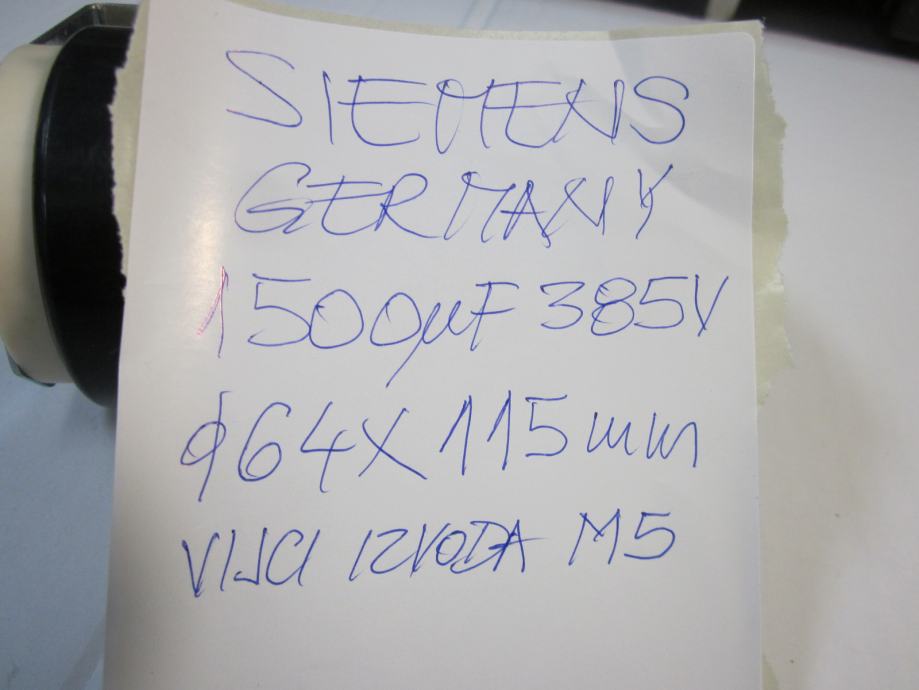 SIEMENS
GERMANY
1500µF 385V
φ64X115mm
VIJCI IZVODA M5